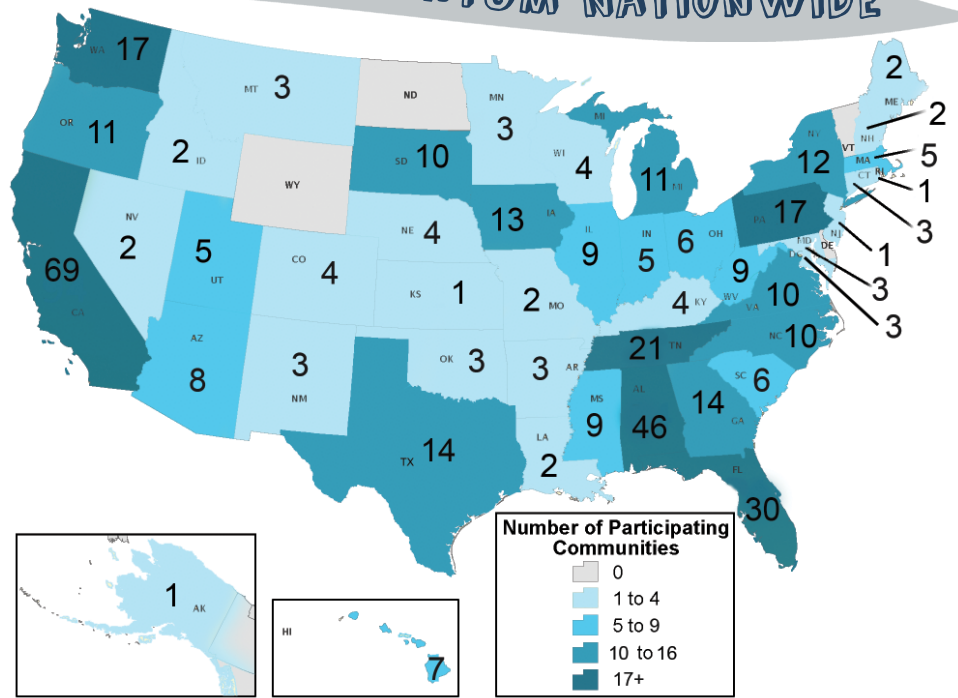 NATIONWIDE
WA 17
MT 3
ND
MN
3
ME
2
OR
11
2 ID
SD 10
WI
4
MI
11 MI
NY
12
VT
NH
2
MA
5
RI
1
CT
3
WY
NV
2
5
UT
CO
4
NE 4
13 IA
IL
9
IN
5
6 OH
PA 17
NJ
1
MD
3
DE
3
69
CA
KS 1
2 MO
4 KY
9
WV
VA 10
NC 10
AZ
8
3
NM
OK 3
3 AR
21 TN
SC 6
MS
9
AL
46
14
GA
TX 14
LA
2
FL
30
1 AK
HI
7
Number of Participating
Communities
0
1 to 4
5 to 9
10 to 16
17+